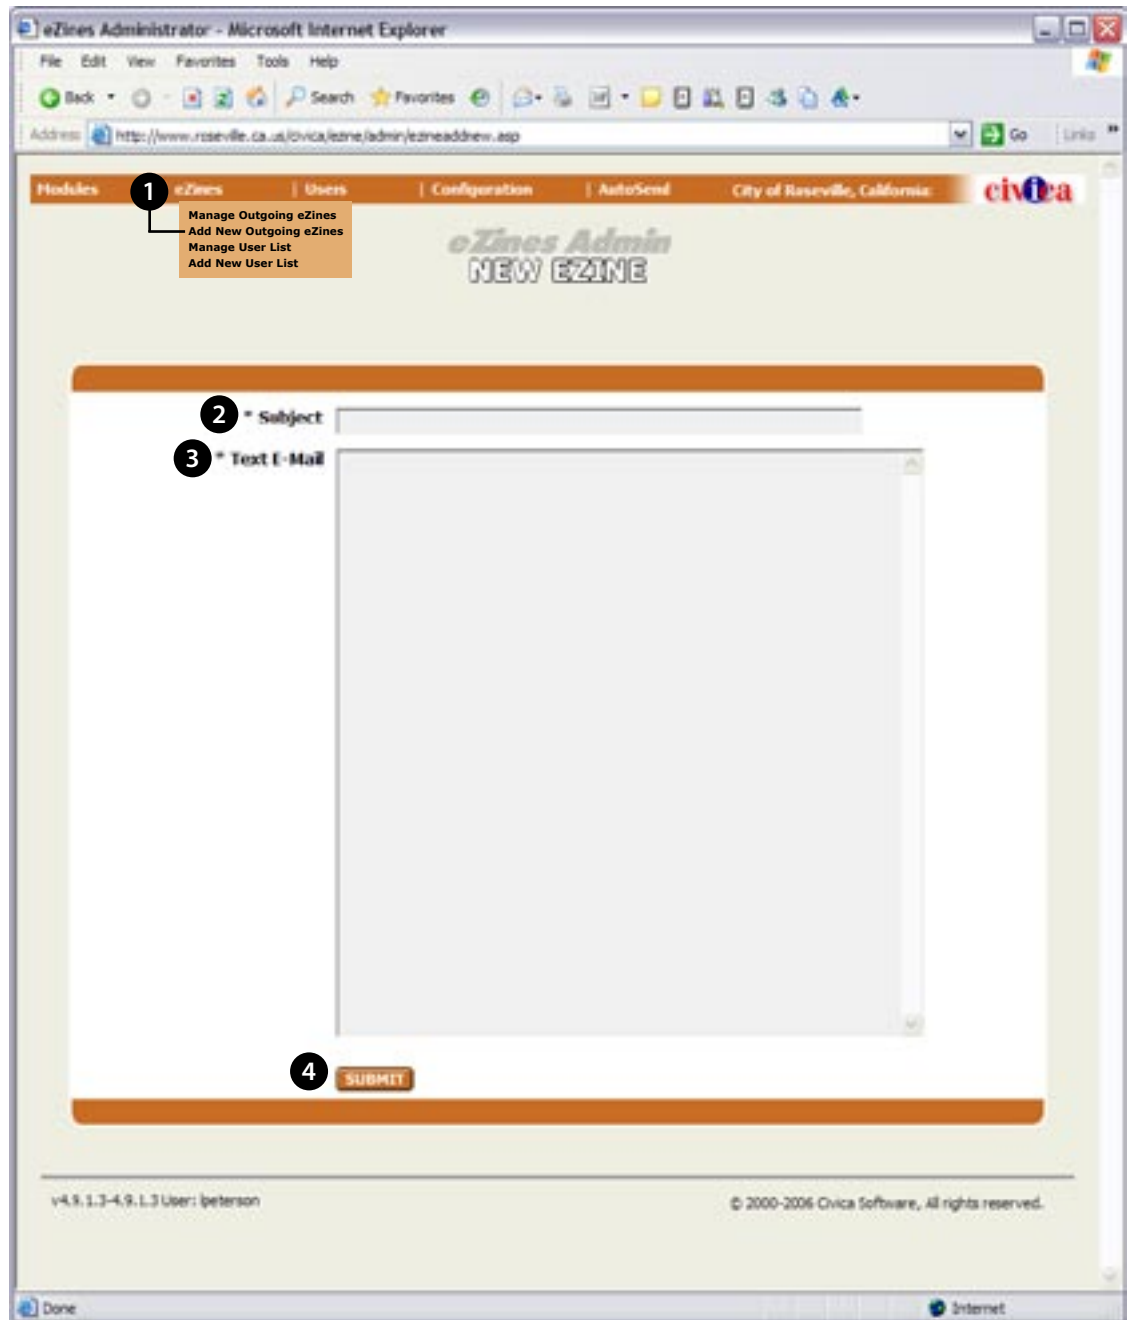 eZines Administrator - Microsoft Internet Explorer
File Edit View Favorites Tools Help
Back Search Favorites
Address http://www.roseville.ca.us/civica/ezine/admin/ezineaddnew.asp Go Links »
Modules eZines | Users | Configuration | AutoSend City of Roseville, California civica
1
Manage Outgoing eZines
Add New Outgoing eZines
Manage User List
Add New User List
eZines Admin
NEW EZINE
2 * Subject
3 * Text E-Mail
4 SUBMIT
v4.9.1.3-4.9.1.3 User: lpeterson © 2000-2006 Civica Software, All rights reserved.
Done Internet